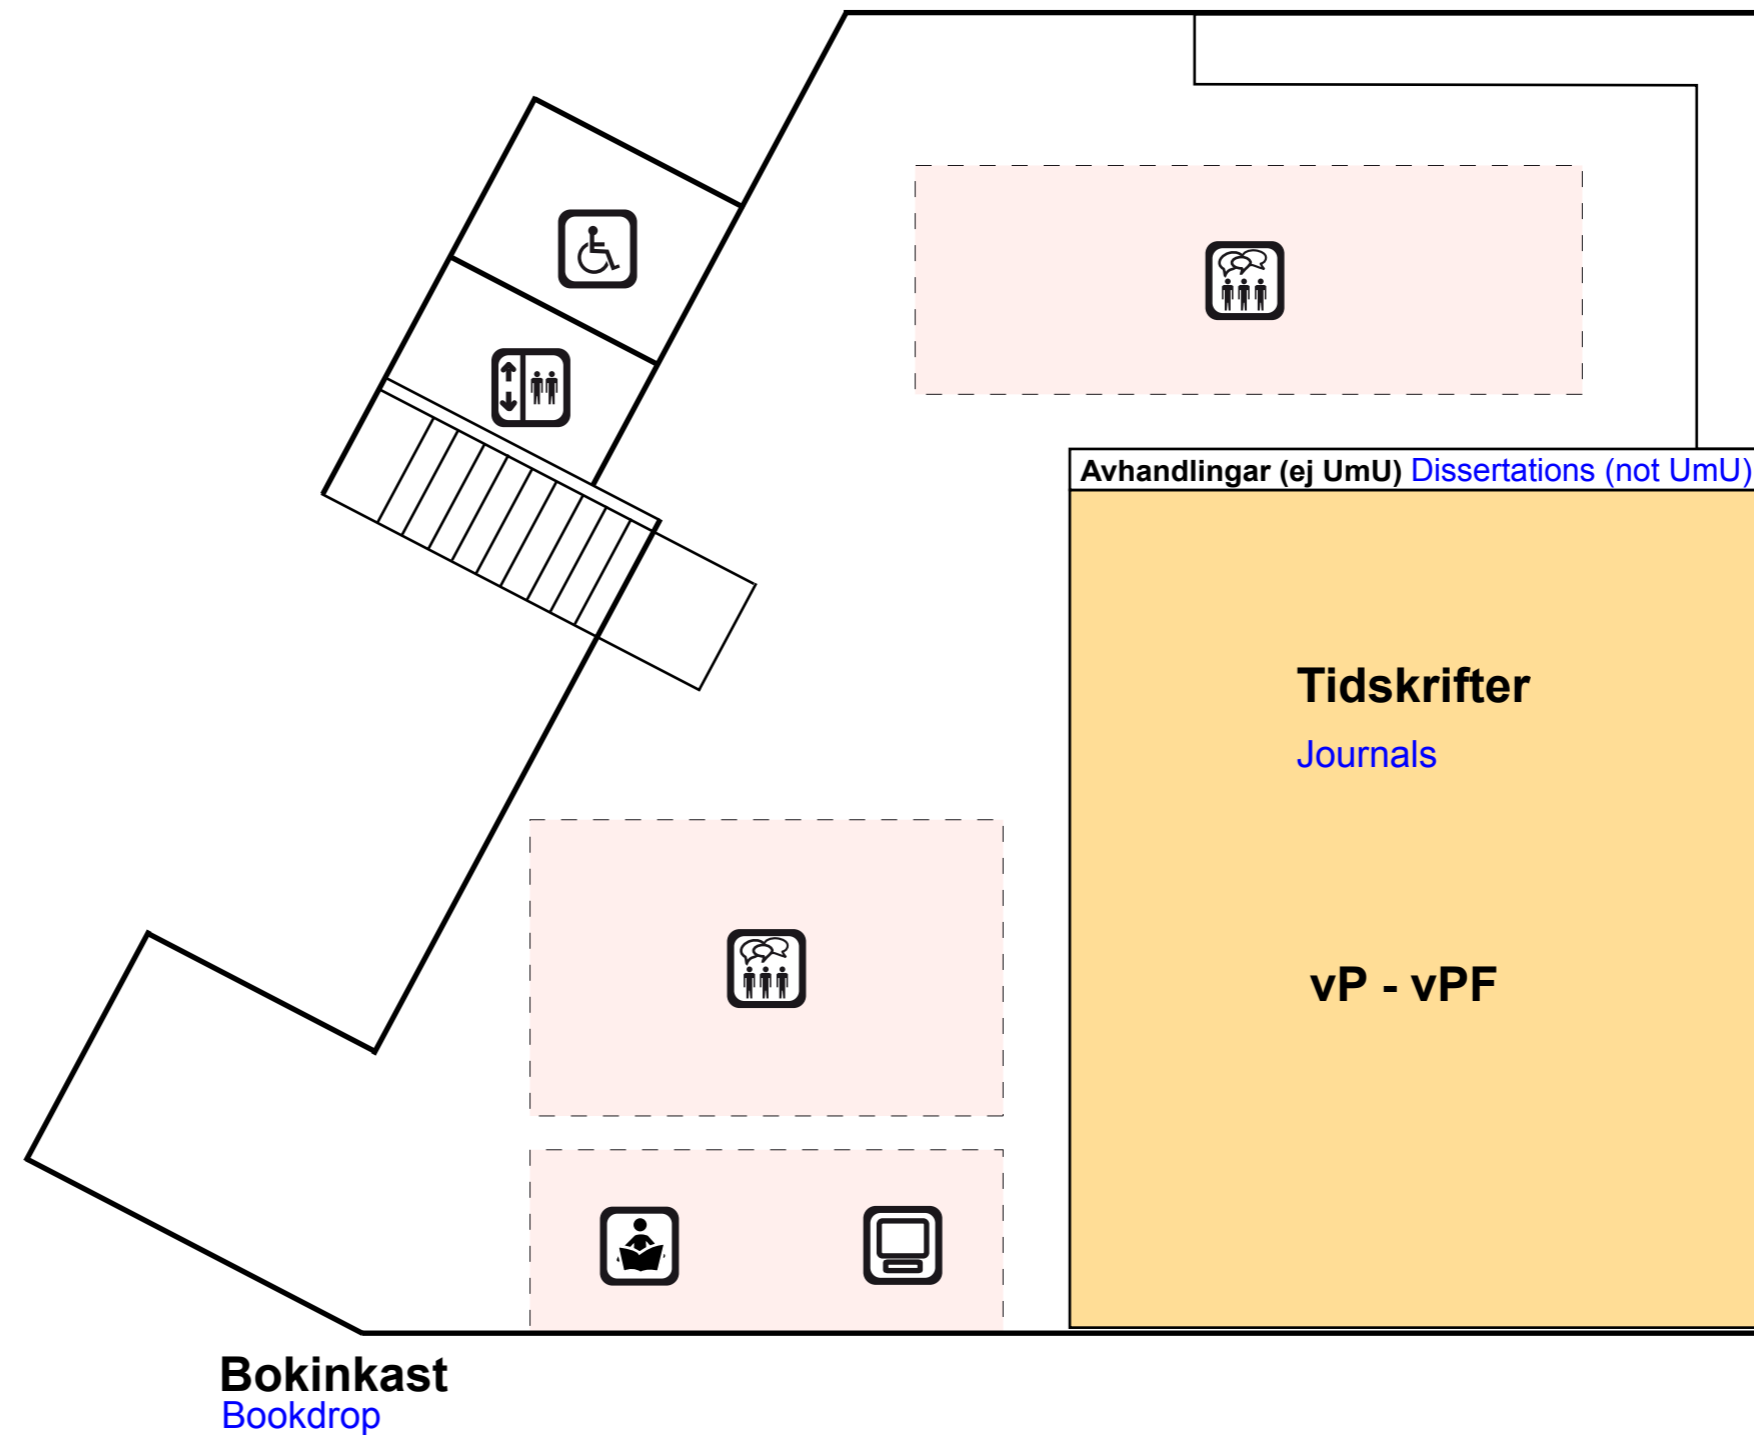 Avhandlingar (ej UmU) Dissertations (not UmU)
Tidskrifter
Journals
vP - vPF
Bokinkast
Bookdrop